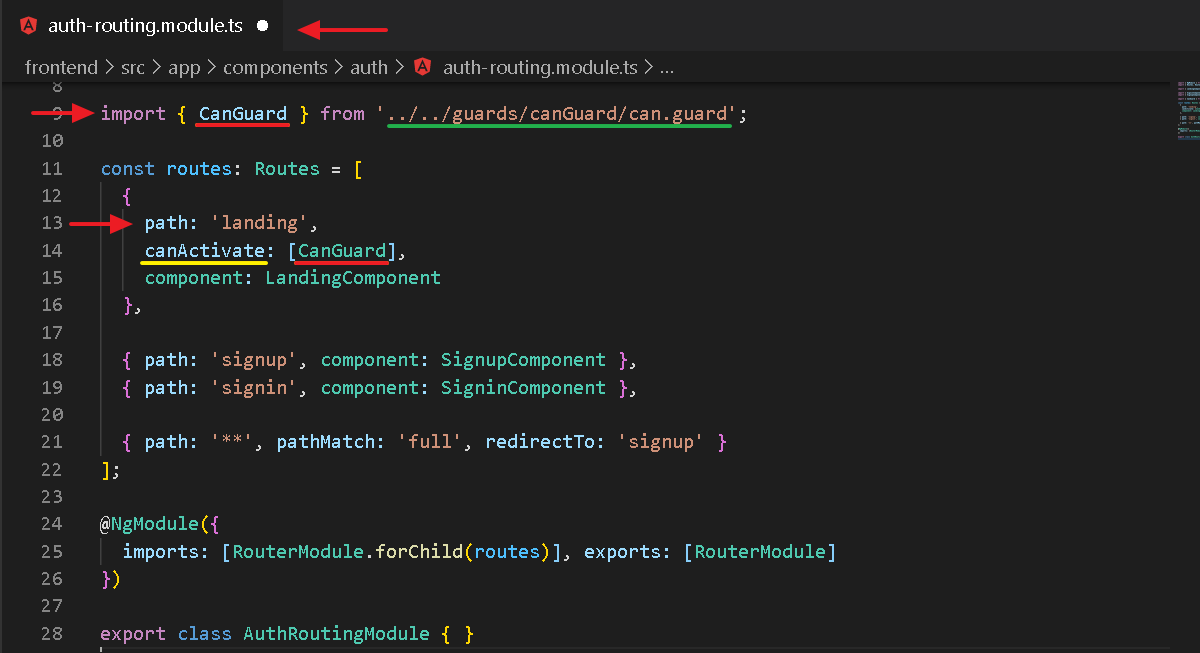 auth-routing.module.ts
frontend > src > app > components > auth > auth-routing.module.ts > ...
8
9 import { CanGuard } from '../../guards/canGuard/can.guard';
10
11 const routes: Routes = [
12 {
13 path: 'landing',
14 canActivate: [CanGuard],
15 component: LandingComponent
16 },
17
18 { path: 'signup', component: SignupComponent },
19 { path: 'signin', component: SigninComponent },
20
21 { path: '**', pathMatch: 'full', redirectTo: 'signup' }
22 ];
23
24 @NgModule({
25 imports: [RouterModule.forChild(routes)], exports: [RouterModule]
26 })
27
28 export class AuthRoutingModule { }